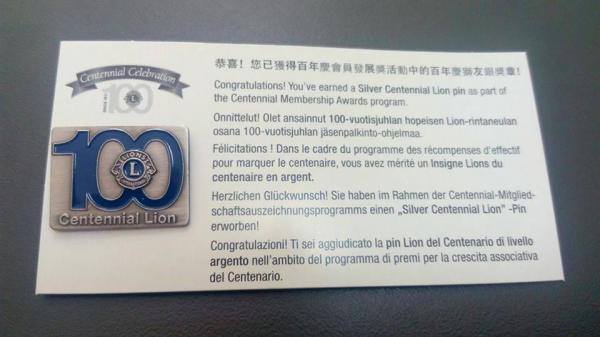 Centennial Celebration
100
100
LIONS
L
INTERNATIONAL
Centennial Lion
恭喜！您已獲得百年慶會員發展獎活動中的百年慶獅友銀獎章！
Congratulations! You've earned a Silver Centennial Lion pin as part of
the Centennial Membership Awards program.
Onnittelut! Olet ansainnut 100-vuotisjuhlan hopeisen Lion-rintaneulan
osana 100-vuotisjuhlan jäsenpalkinto-ohjelmaa.
Félicitations ! Dans le cadre du programme des récompenses d'effectif
pour marquer le centenaire, vous avez mérité un Insigne Lions du
centenaire en argent.
Herzlichen Glückwunsch! Sie haben im Rahmen der Centennial-Mitglied-
schaftsauszeichnungsprogramms einen „Silver Centennial Lion" -Pin
erworben!
Congratulazioni! Ti sei aggiudicato la pin Lion del Centenario di livello
argento nell'ambito del programma di premi per la crescita associativa
del Centenario.